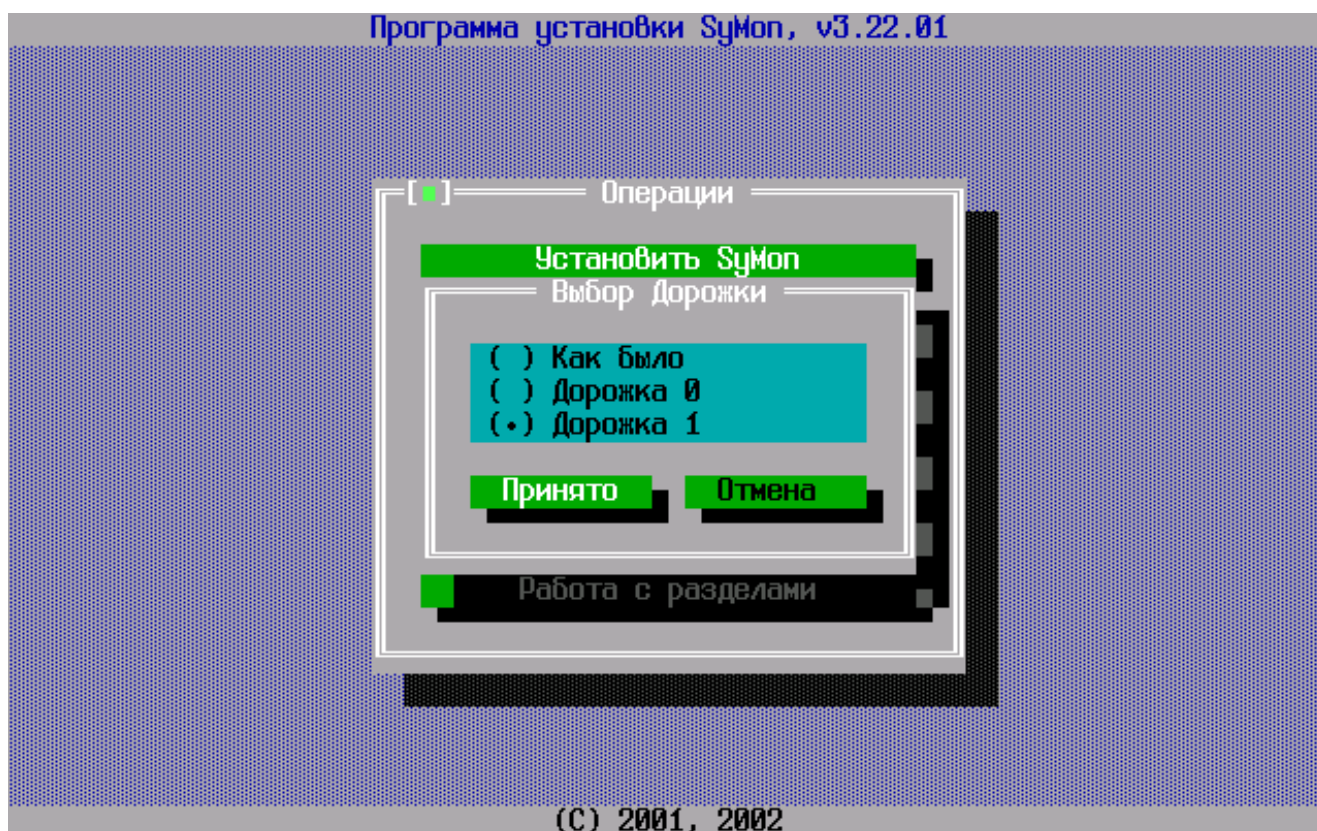 Программа установки SyMon, v3.22.01
Операции
Установить SyMon
Выбор Дорожки
( ) Как было
( ) Дорожка 0
(•) Дорожка 1
Принято Отмена
Работа с разделами
(C) 2001, 2002